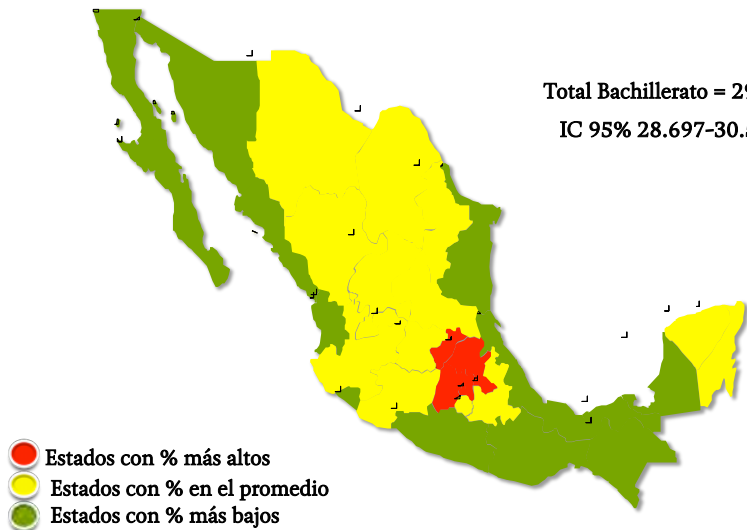 Total Bachillerato = 29
IC 95% 28.697-30.
Estados con % más altos
Estados con % en el promedio
Estados con % más bajos